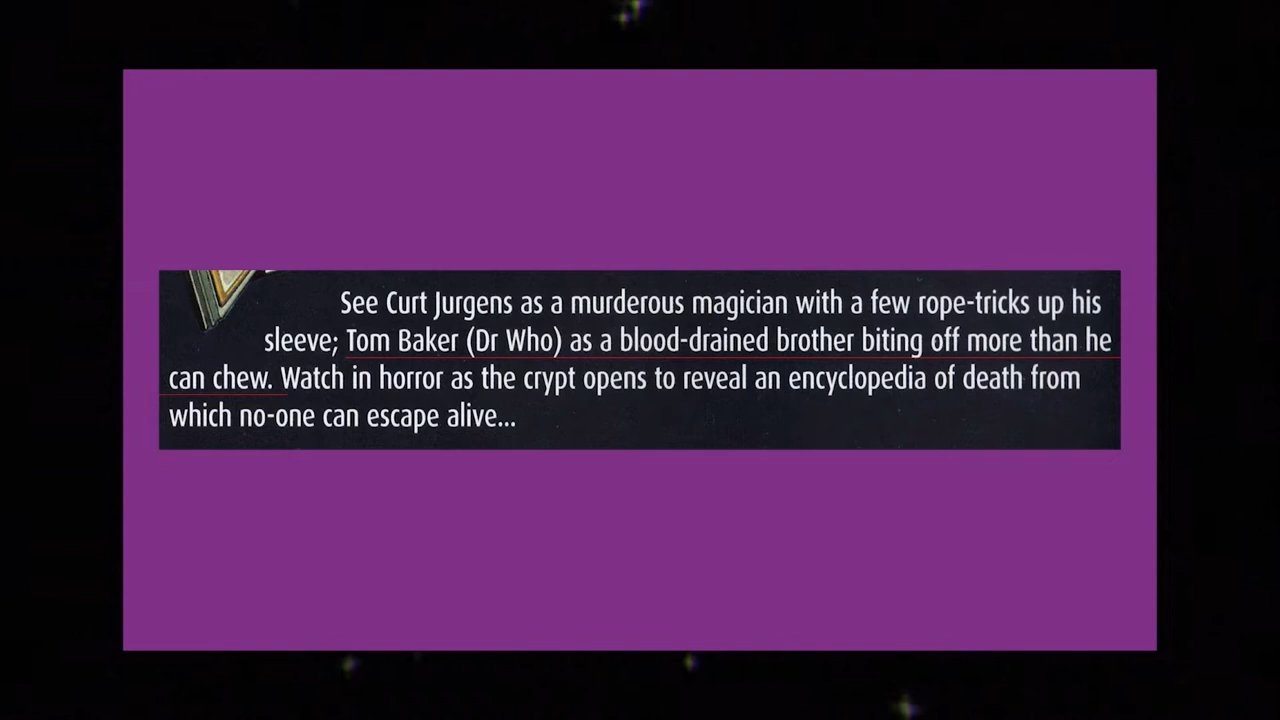 See Curt Jurgens as a murderous magician with a few rope-tricks up his
sleeve; Tom Baker (Dr Who) as a blood-drained brother biting off more than he
can chew. Watch in horror as the crypt opens to reveal an encyclopedia of death from
which no-one can escape alive...